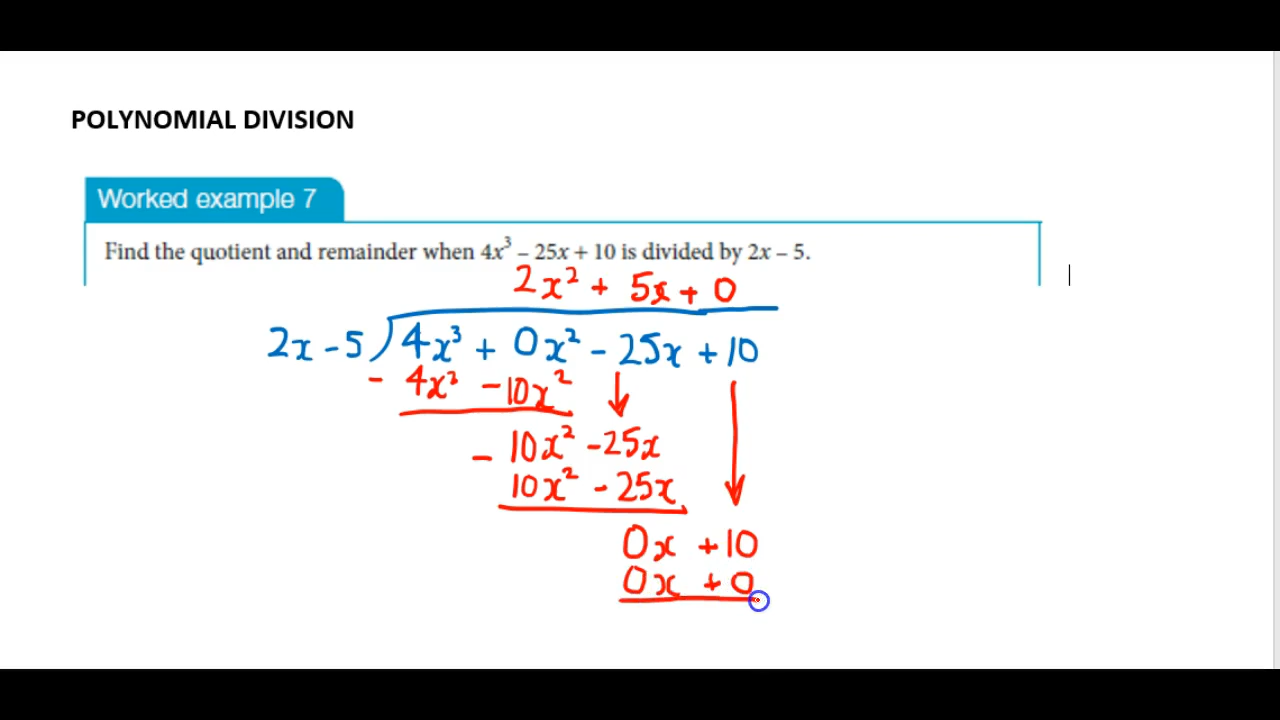 POLYNOMIAL DIVISION
Worked example 7
Find the quotient and remainder when 4x³ – 25x + 10 is divided by 2x – 5.
2x² + 5x + 0
2x - 5 ) 4x³ + 0x² - 25x + 10
- 4x³ - 10x²
- 10x² - 25x
10x² - 25x
0x + 10
0x + 0